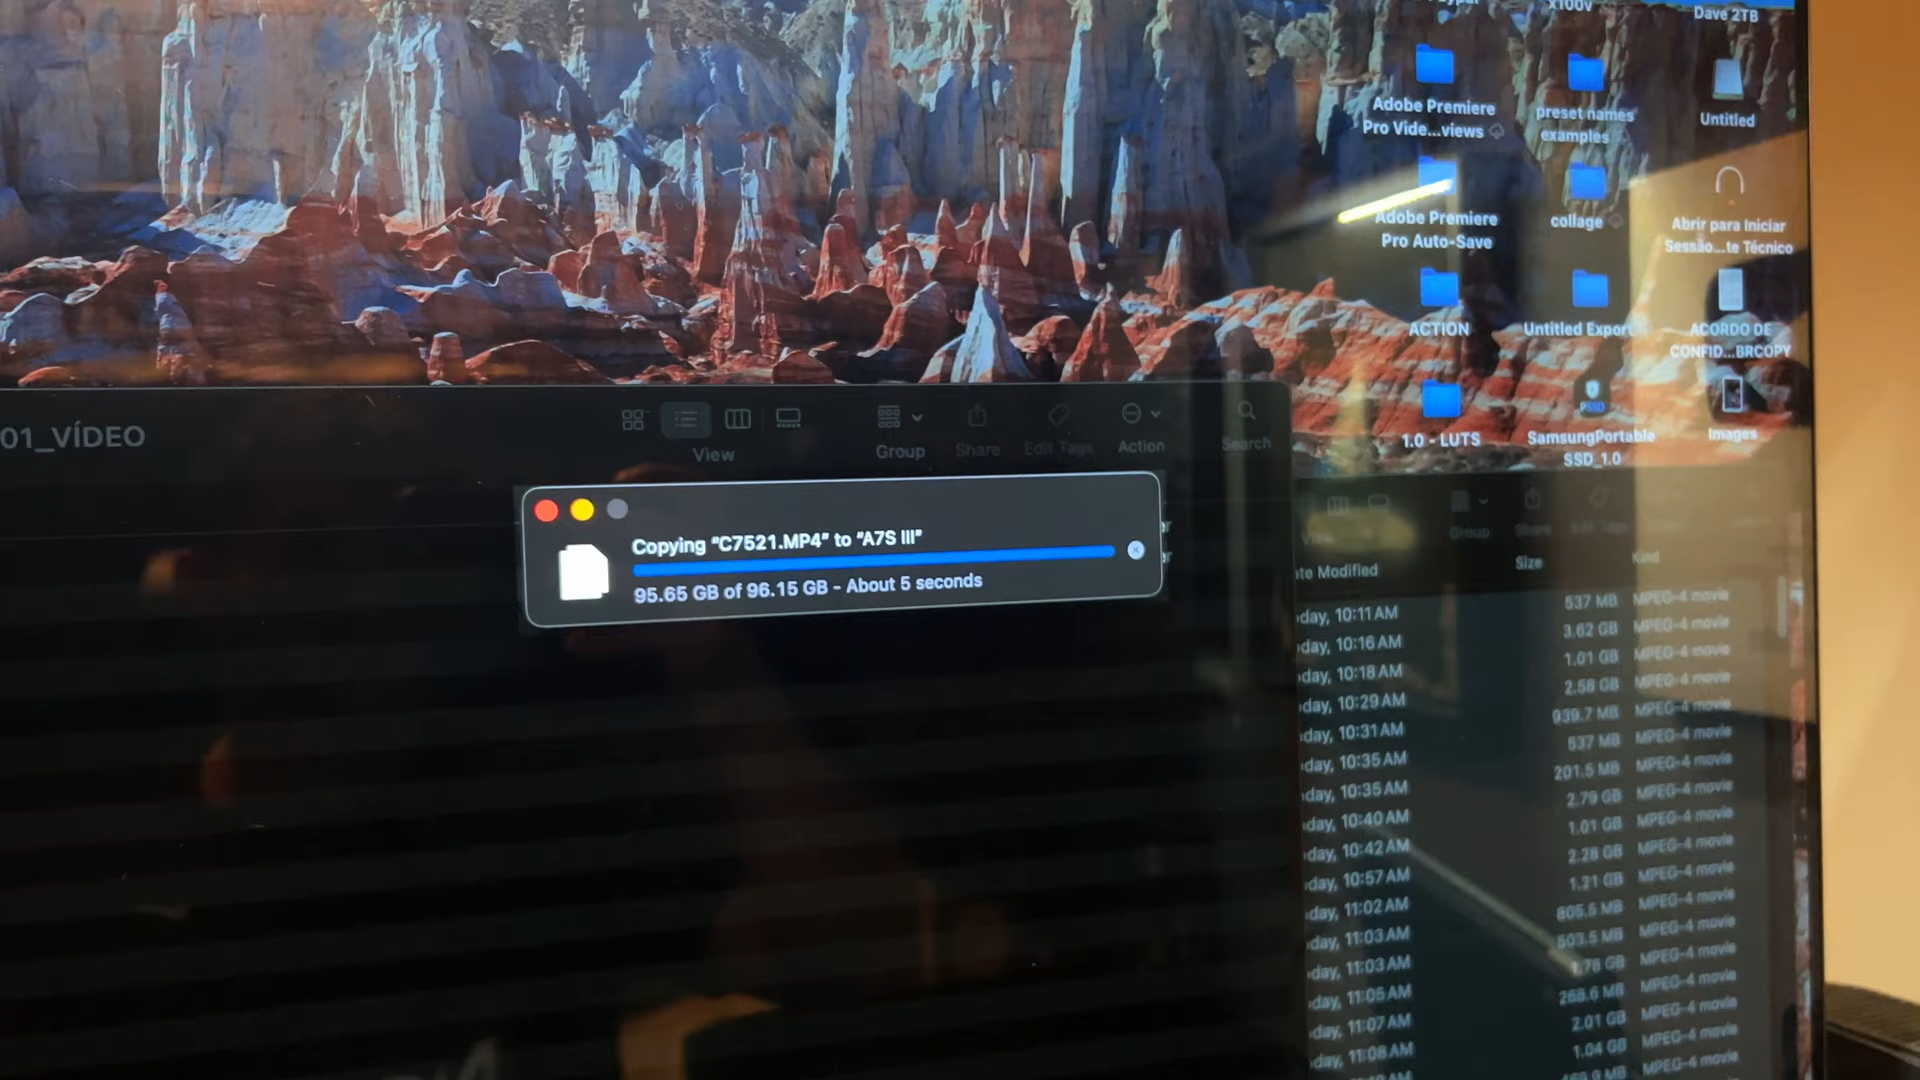 x100v
Dave 2TB
Adobe Premiere
Pro Vide...views
preset names
examples
Untitled
Adobe Premiere
Pro Auto-Save
collage
Abrir para Iniciar
Sessão...te Técnico
ACTION
Untitled Export
ACORDO DE
CONFID...BRCOPY
1.0 - LUTS
PSSD
SamsungPortable
SSD_1.0
Images
01_VÍDEO
View
Group
Share
Edit Tags
Action
Search
Copying “C7521.MP4” to “A7S III”
95.65 GB of 96.15 GB - About 5 seconds
View
Group
Share
Edit Tags
te Modified
Size
Kind
day, 10:11 AM 537 MB MPEG-4 movie
day, 10:16 AM 3.62 GB MPEG-4 movie
day, 10:18 AM 1.01 GB MPEG-4 movie
day, 10:29 AM 2.58 GB MPEG-4 movie
day, 10:31 AM 939.7 MB MPEG-4 movie
day, 10:35 AM 537 MB MPEG-4 movie
day, 10:35 AM 201.5 MB MPEG-4 movie
day, 10:40 AM 2.79 GB MPEG-4 movie
day, 10:42 AM 1.01 GB MPEG-4 movie
day, 10:57 AM 2.28 GB MPEG-4 movie
day, 11:02 AM 1.21 GB MPEG-4 movie
day, 11:03 AM 805.5 MB MPEG-4 movie
day, 11:03 AM 503.5 MB MPEG-4 movie
day, 11:05 AM GB MPEG-4 movie
day, 11:07 AM 268.6 MB MPEG-4 movie
day, 11:08 AM 2.01 GB MPEG-4 movie
1.04 GB MPEG-4 movie